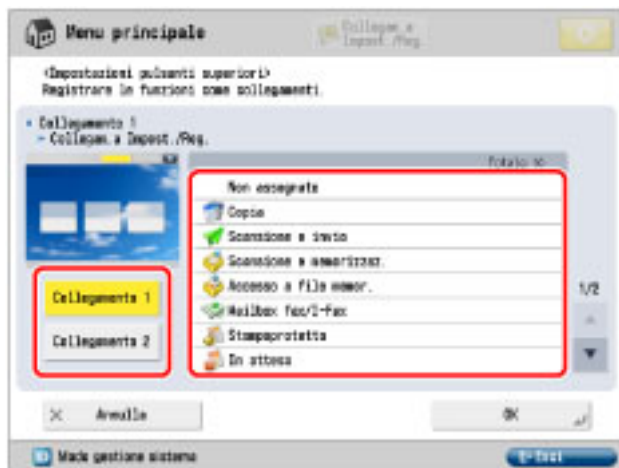 Menu principale
Collegam.a
Impost./Reg.
<Impostazioni pulsanti superiori>
Registrare le funzioni come collegamenti.
Collegamento 1
- Collegam.a Impost./Reg.
Totale
Non assegnato
Copia
Scansione e invio
Scansione e memorizzaz.
Accesso a file memor.
Mailbox fax/I-Fax
Stampaprotetta
In attesa
Collegamento 1
Collegamento 2
1/2
Annulla
OK
Modo gestione sistema